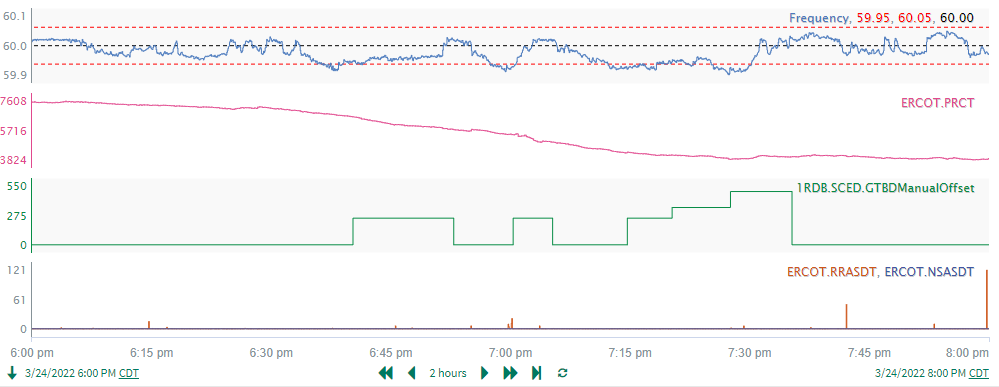 60.1
Frequency, 59.95, 60.05, 60.00
60.0
59.9
7608
ERCOT.PRCT
5716
3824
550
1RDB.SCED.GTBDManualOffset
275
0
121
ERCOT.RRASDT, ERCOT.NSASDT
61
0
6:00 pm 6:15 pm 6:30 pm 6:45 pm 7:00 pm 7:15 pm 7:30 pm 7:45 pm 8:00 pm
3/24/2022 6:00 PM CDT 2 hours 3/24/2022 8:00 PM CDT